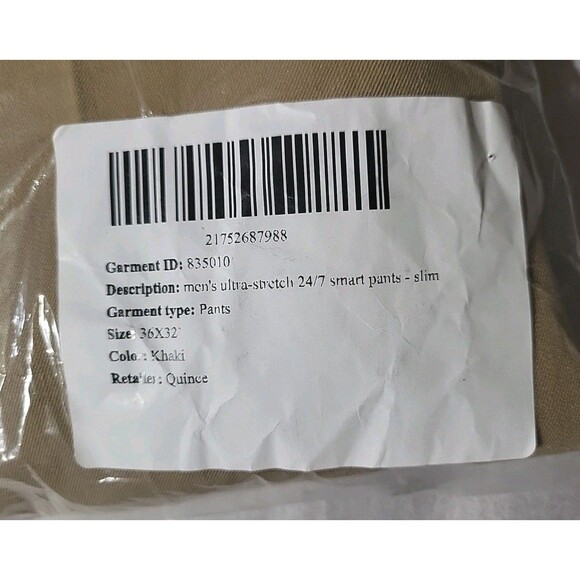 21752687988
Garment ID: 835010
Description: men's ultra-stretch 24/7 smart pants - slim
Garment type: Pants
Size: 36X32
Color: Khaki
Retailer: Quince